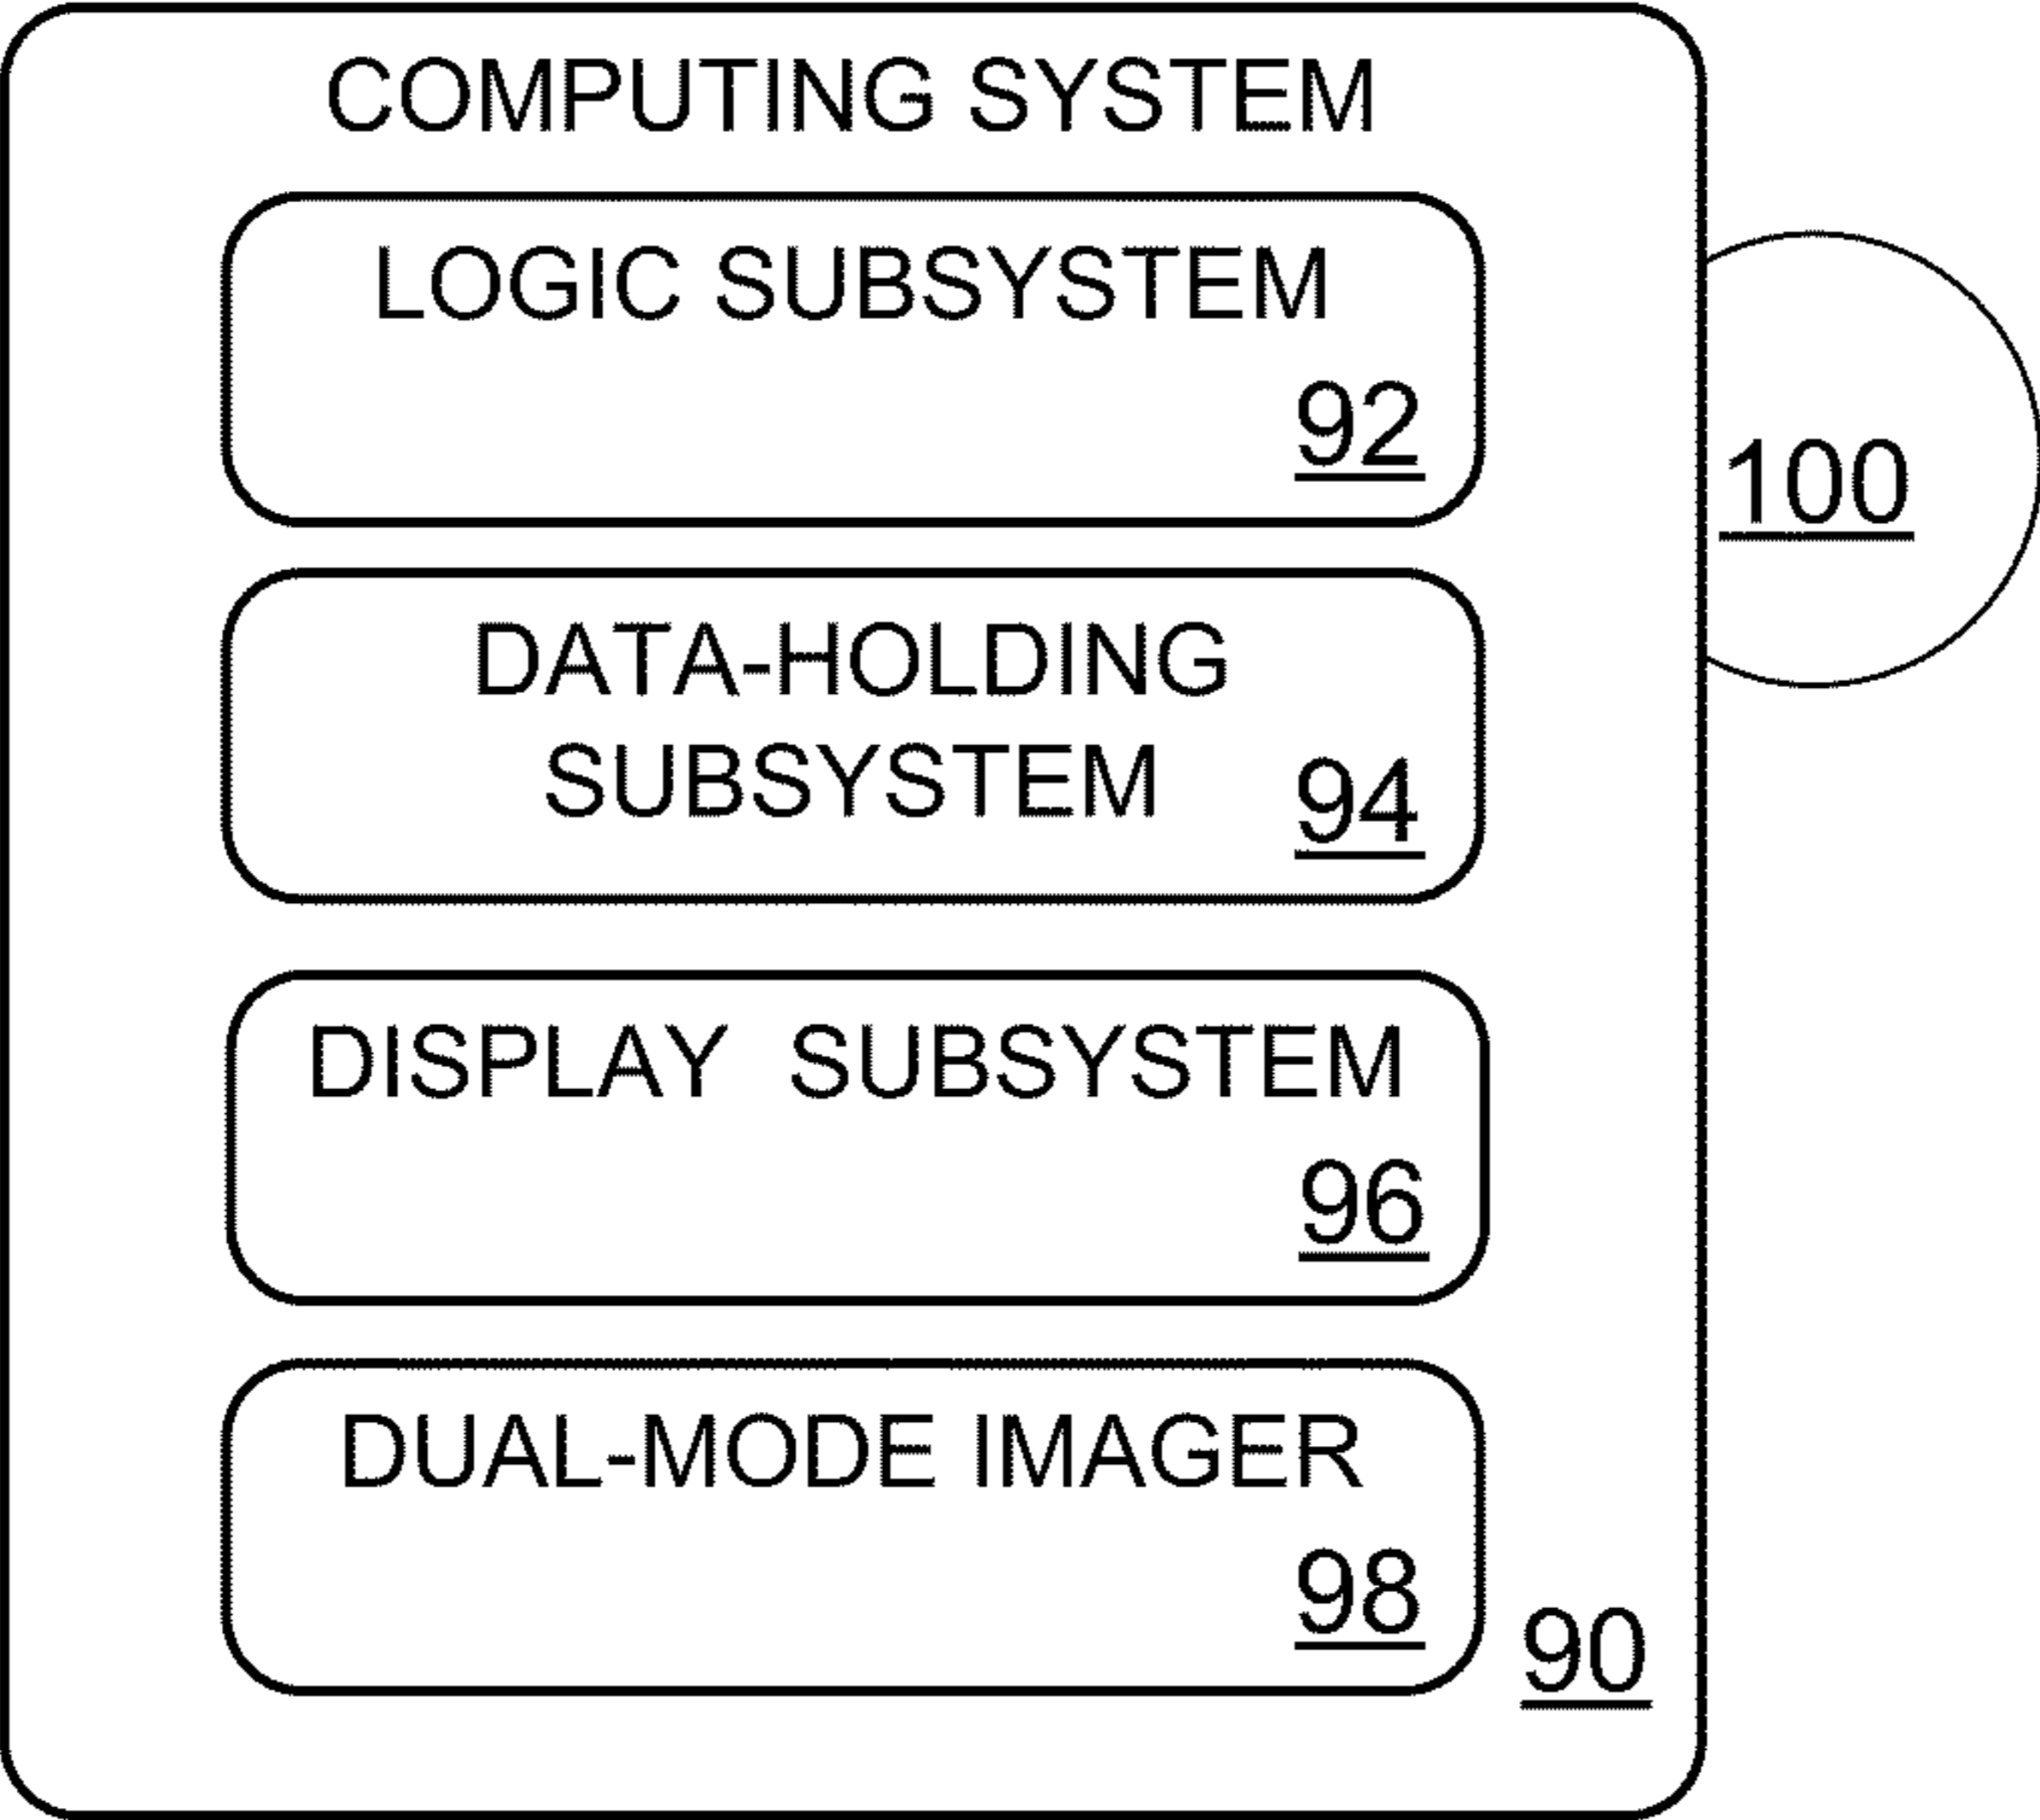 COMPUTING SYSTEM
LOGIC SUBSYSTEM
92
100
DATA-HOLDING
SUBSYSTEM
94
DISPLAY SUBSYSTEM
96
DUAL-MODE IMAGER
98
90